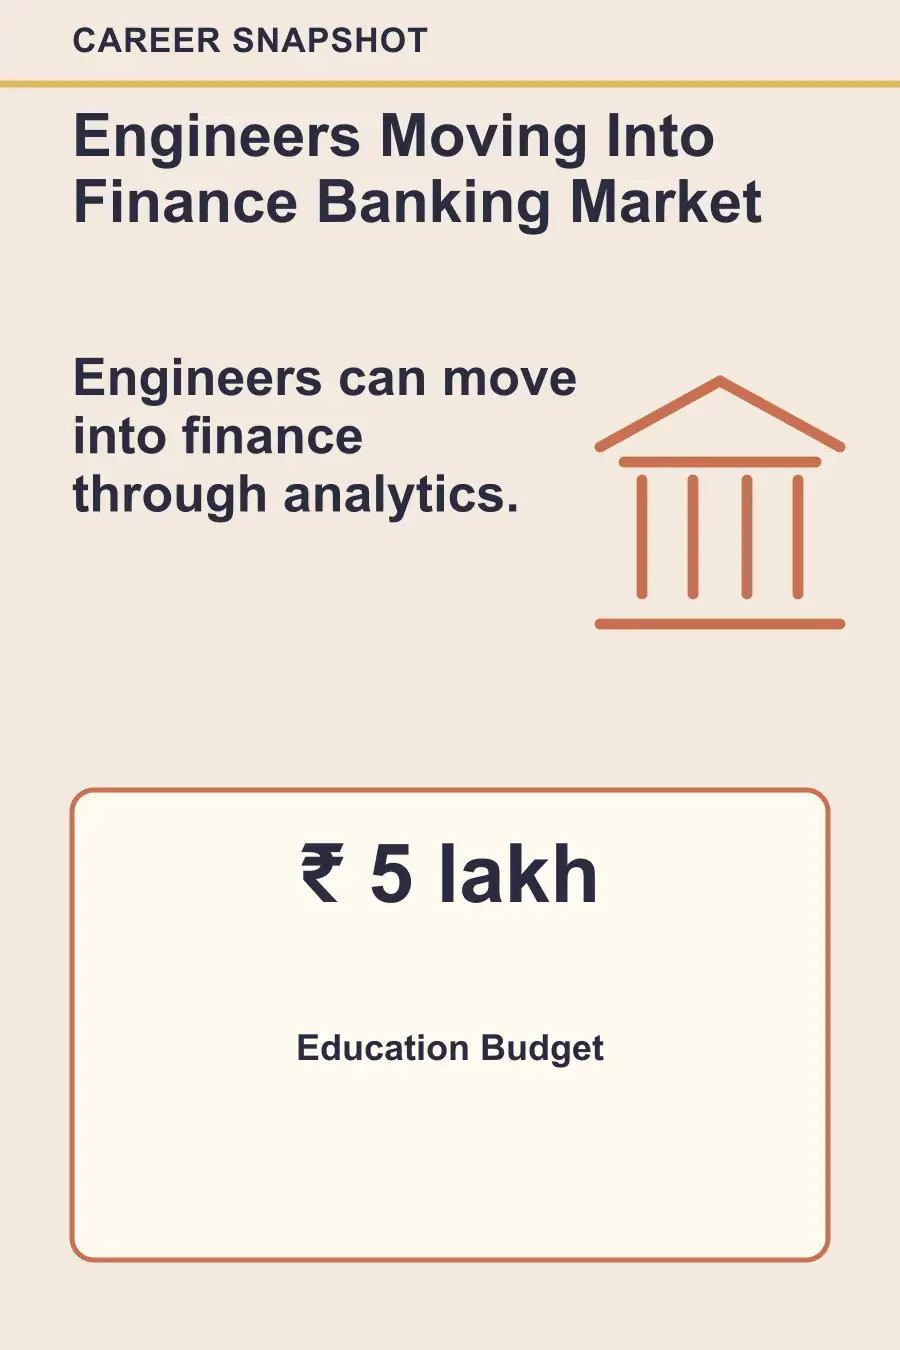 CAREER SNAPSHOT
Engineers Moving Into
Finance Banking Market
Engineers can move
into finance
through analytics.
₹ 5 lakh
Education Budget